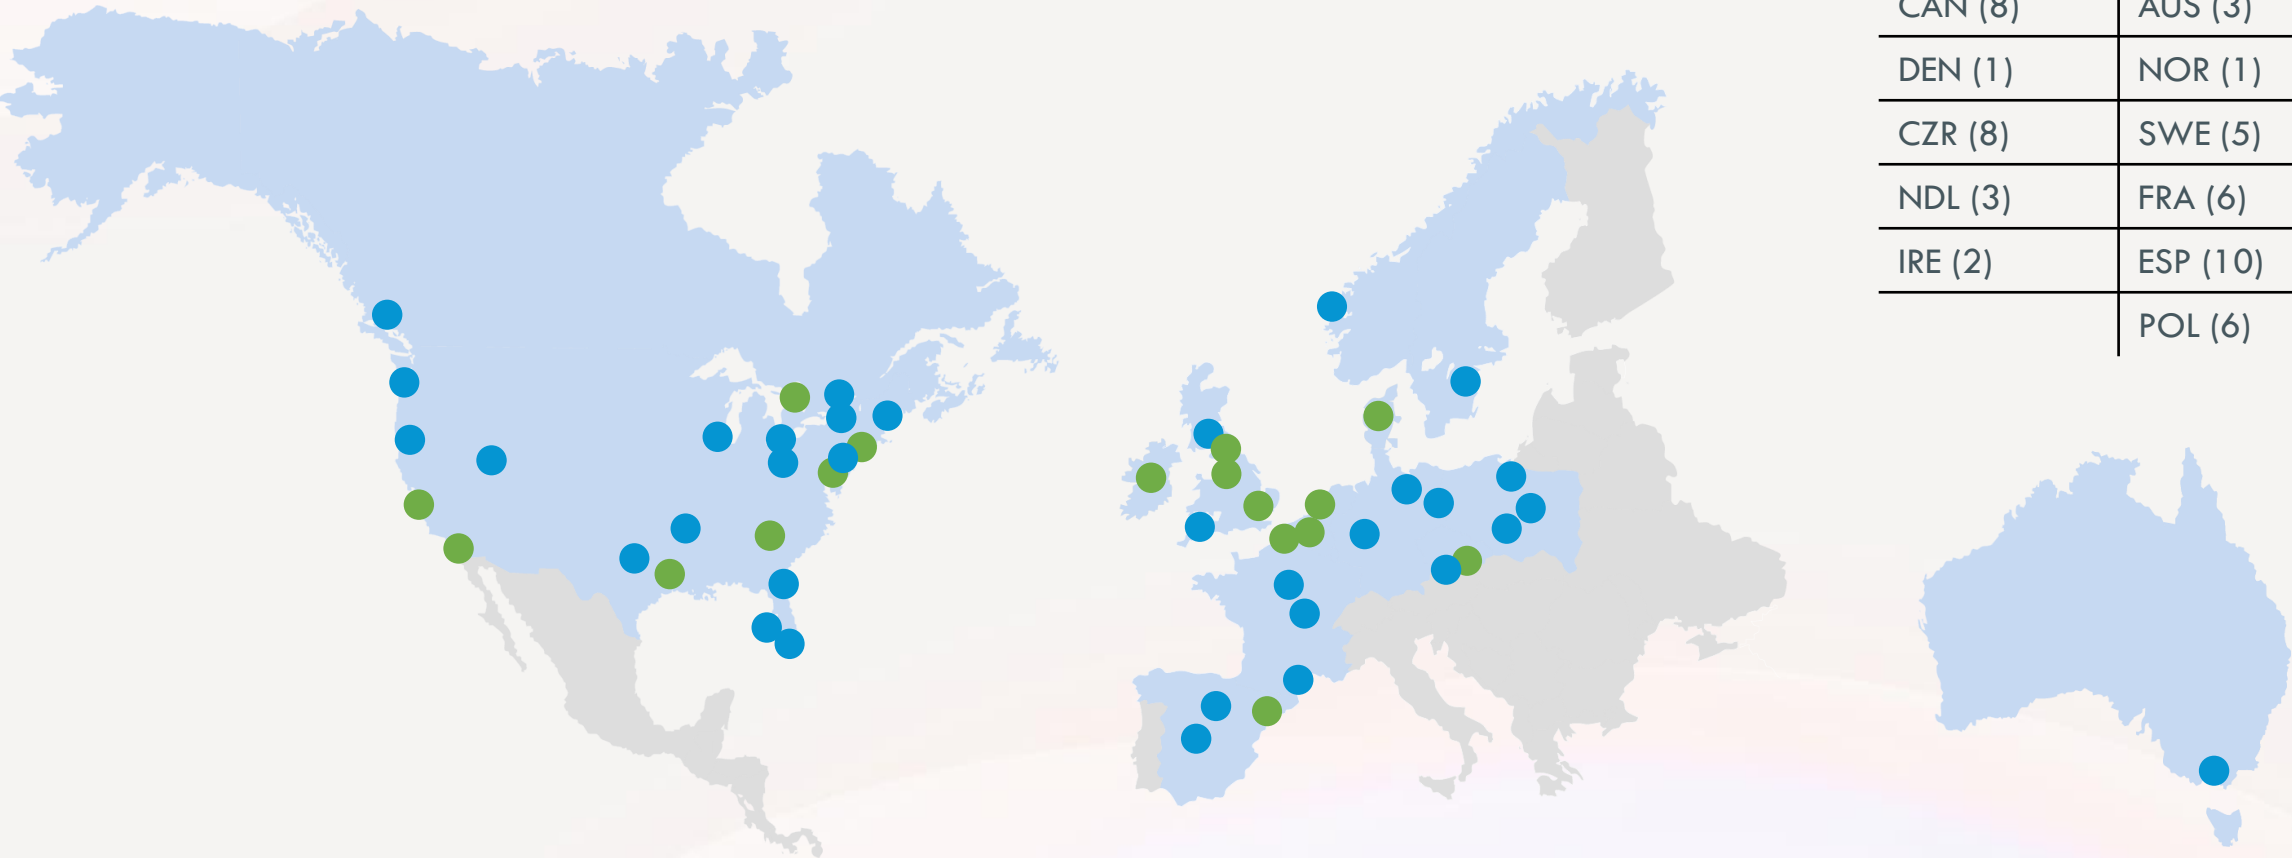 CAN (8) AUS (3)
DEN (1) NOR (1)
CZR (8) SWE (5)
NDL (3) FRA (6)
IRE (2) ESP (10)
POL (6)